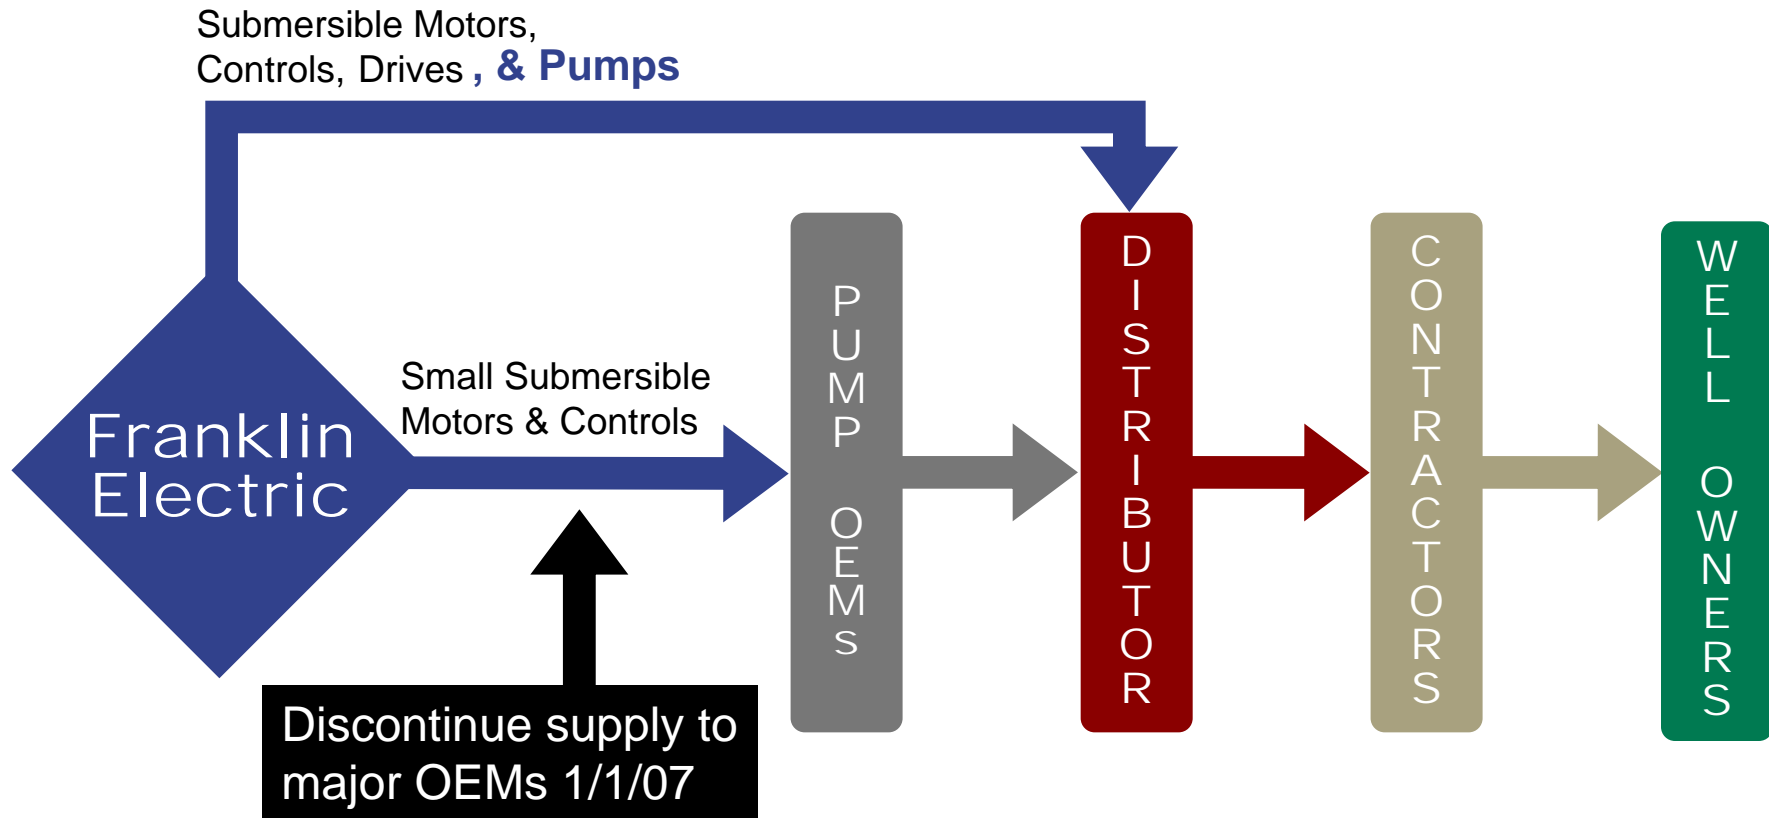 Submersible Motors,
Controls, Drives , & Pumps
Small Submersible
Motors & Controls
Franklin
Electric
Discontinue supply to
major OEMs 1/1/07
PUMP OEMs
DISTRIBUTOR
CONTRACTORS
WELL OWNERS